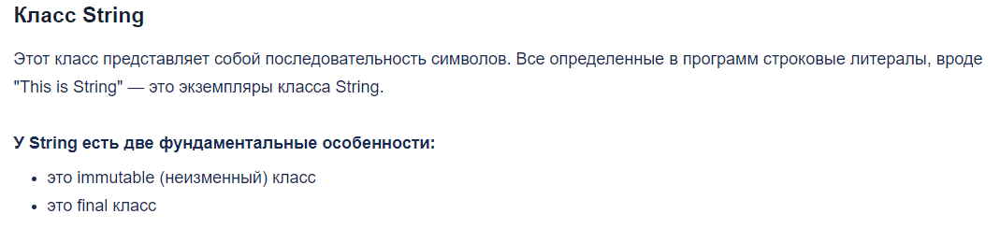 Класс String
Этот класс представляет собой последовательность символов. Все определенные в программ строковые литералы, вроде
"This is String" — это экземпляры класса String.
У String есть две фундаментальные особенности:
• это immutable (неизменный) класс
• это final класс